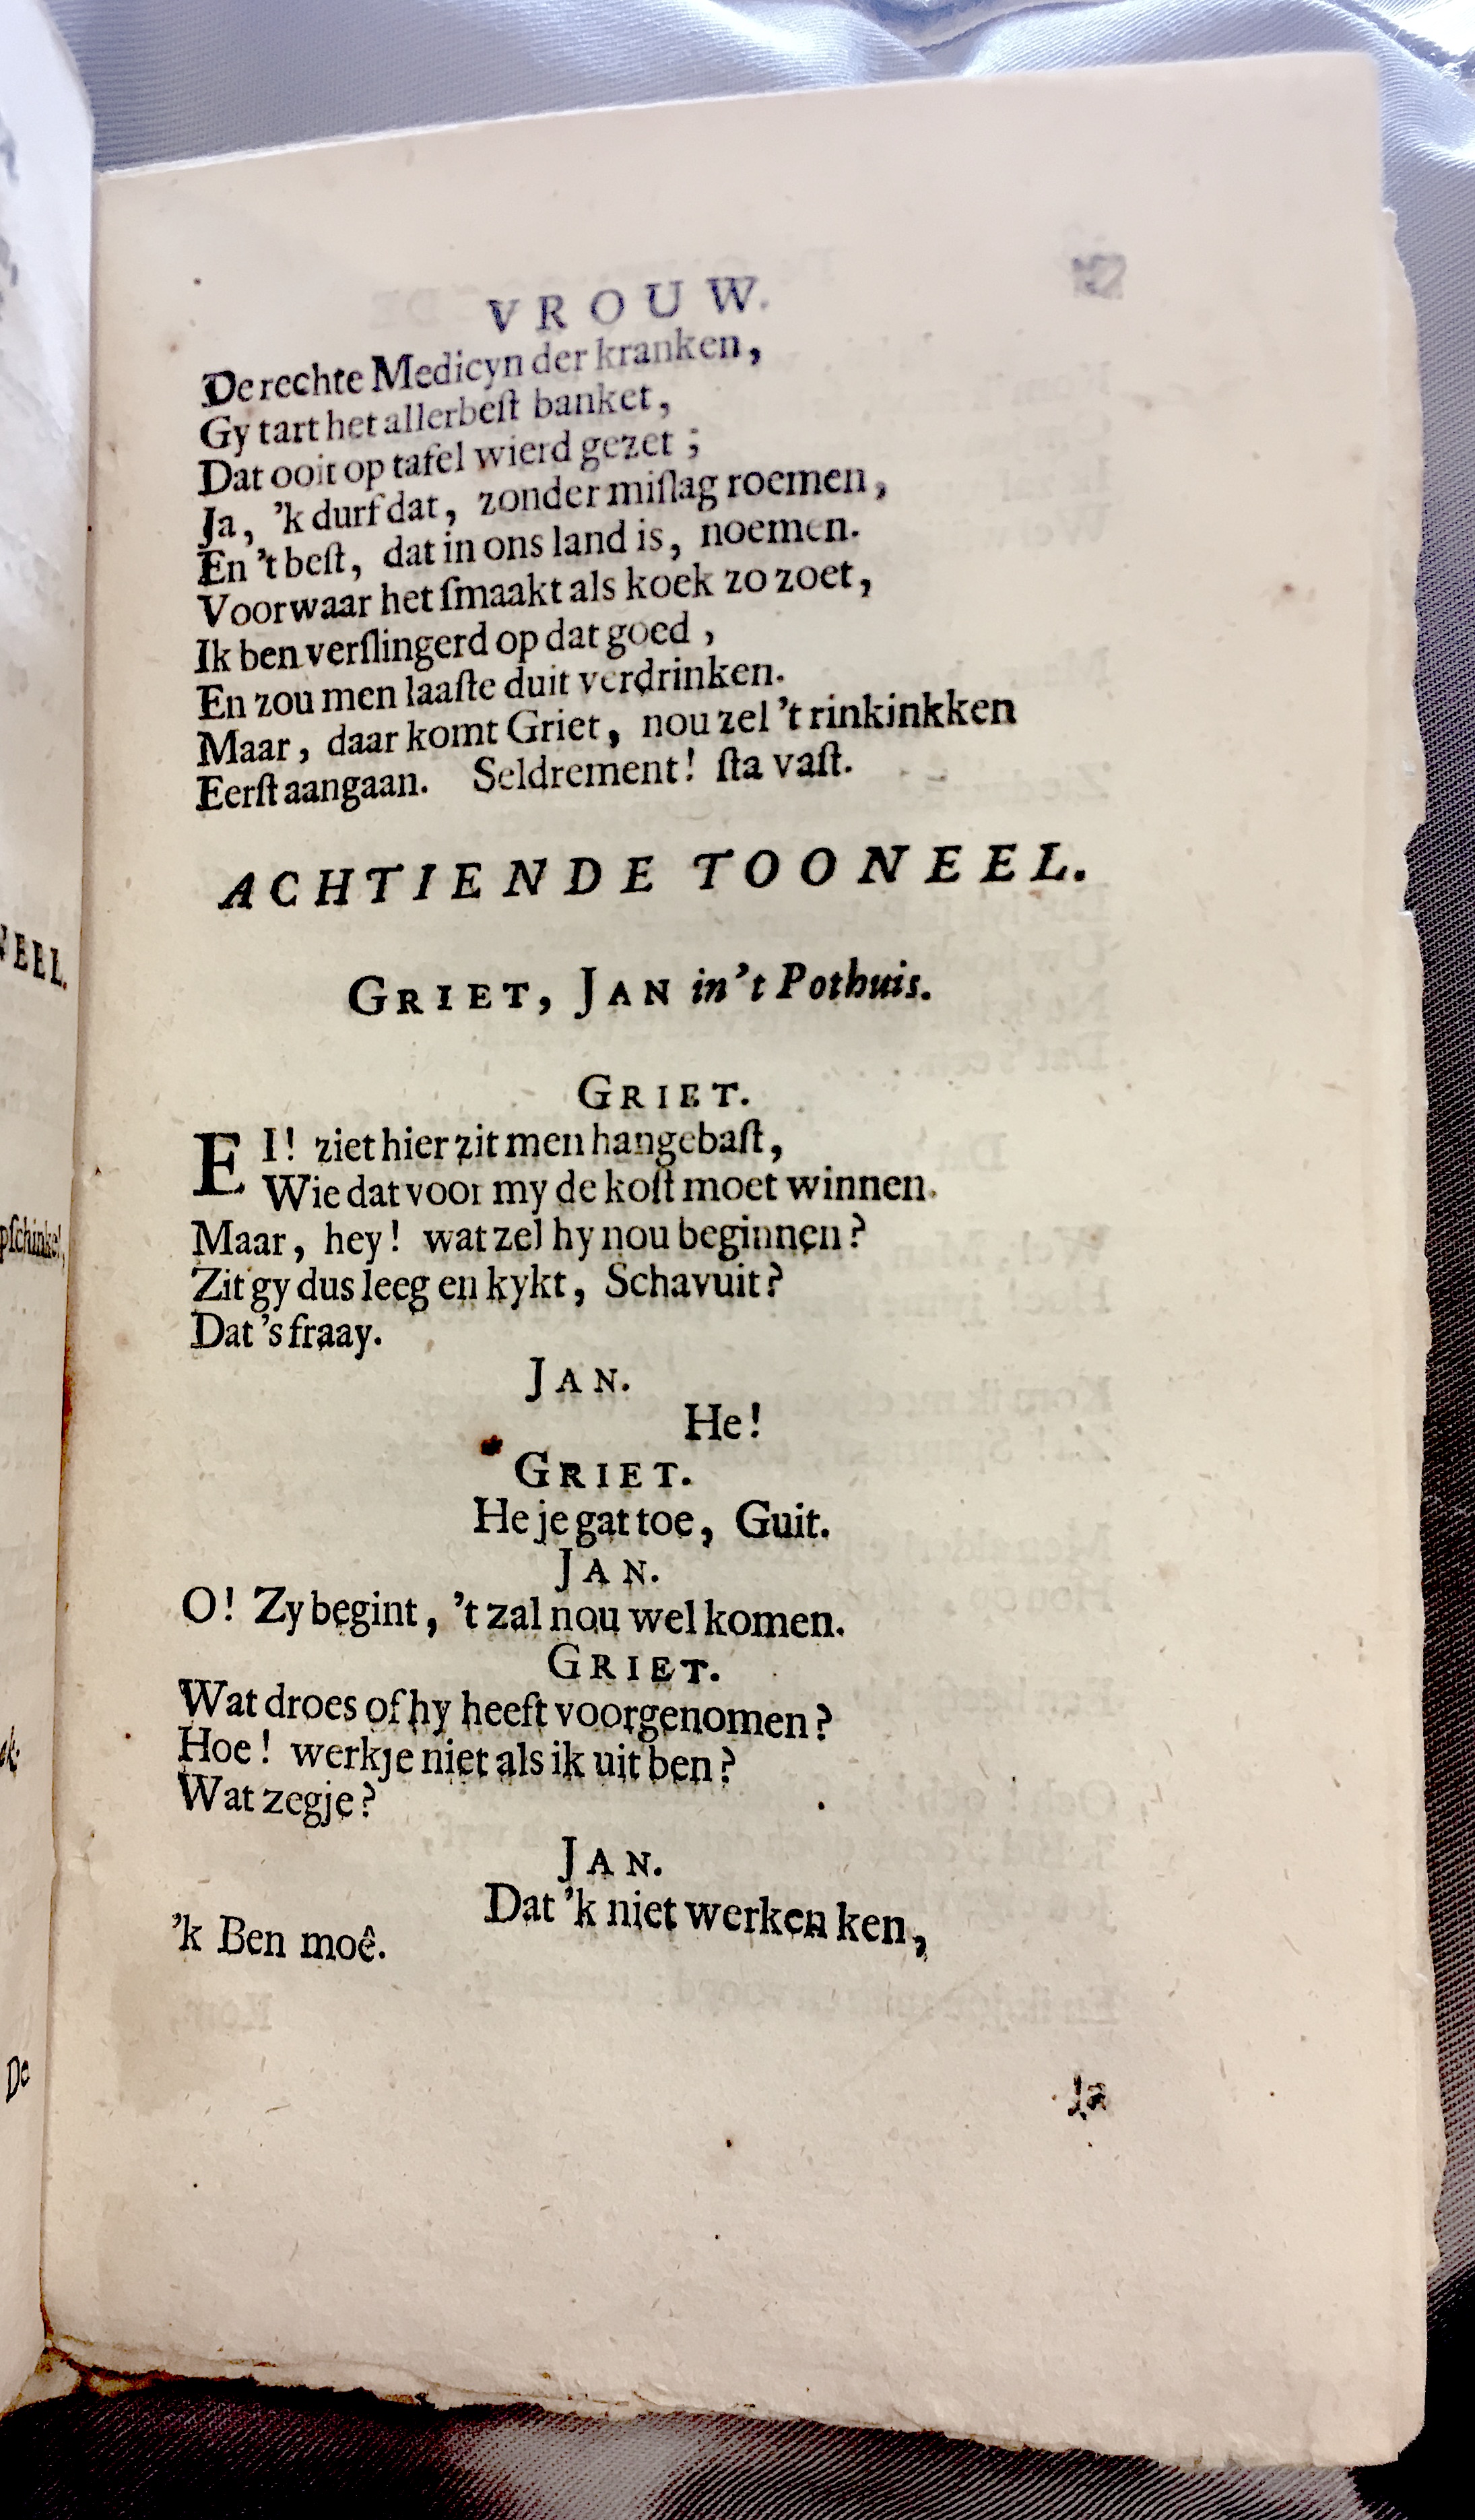 VROUW.
De rechte Medicyn der kranken,
Gy tart het allerbeſt banket,
Dat ooit op tafel wierd gezet;
Ja, 'k durf dat, zonder miſlag roemen,
En 't beſt, dat in ons land is, noemen.
Voorwaar het ſmaakt als koek zo zoet,
Ik ben verſlingerd op dat goed,
En zou men laaſte duit verdrinken.
Maar, daar komt Griet, nou zel 't rinkinkken
Eerſt aangaan. Seldrement! ſta vaſt.
ACHTIENDE TOONEEL.
GRIET, JAN in 't Pothuis.
GRIET.
EI! ziet hier zit men hangebaſt,
Wie dat voor my de koſt moet winnen.
Maar, hey! wat zel hy nou beginnen?
Zit gy dus leeg en kykt, Schavuit?
Dat 's fraay.
JAN.
He!
GRIET.
He je gat toe, Guit.
JAN.
O! Zy begint, 't zal nou wel komen.
GRIET.
Wat droes of hy heeft voorgenomen?
Hoe! werkje niet als ik uit ben?
Wat zegje?
JAN.
Dat 'k niet werken ken,
'k Ben moê.
Ja